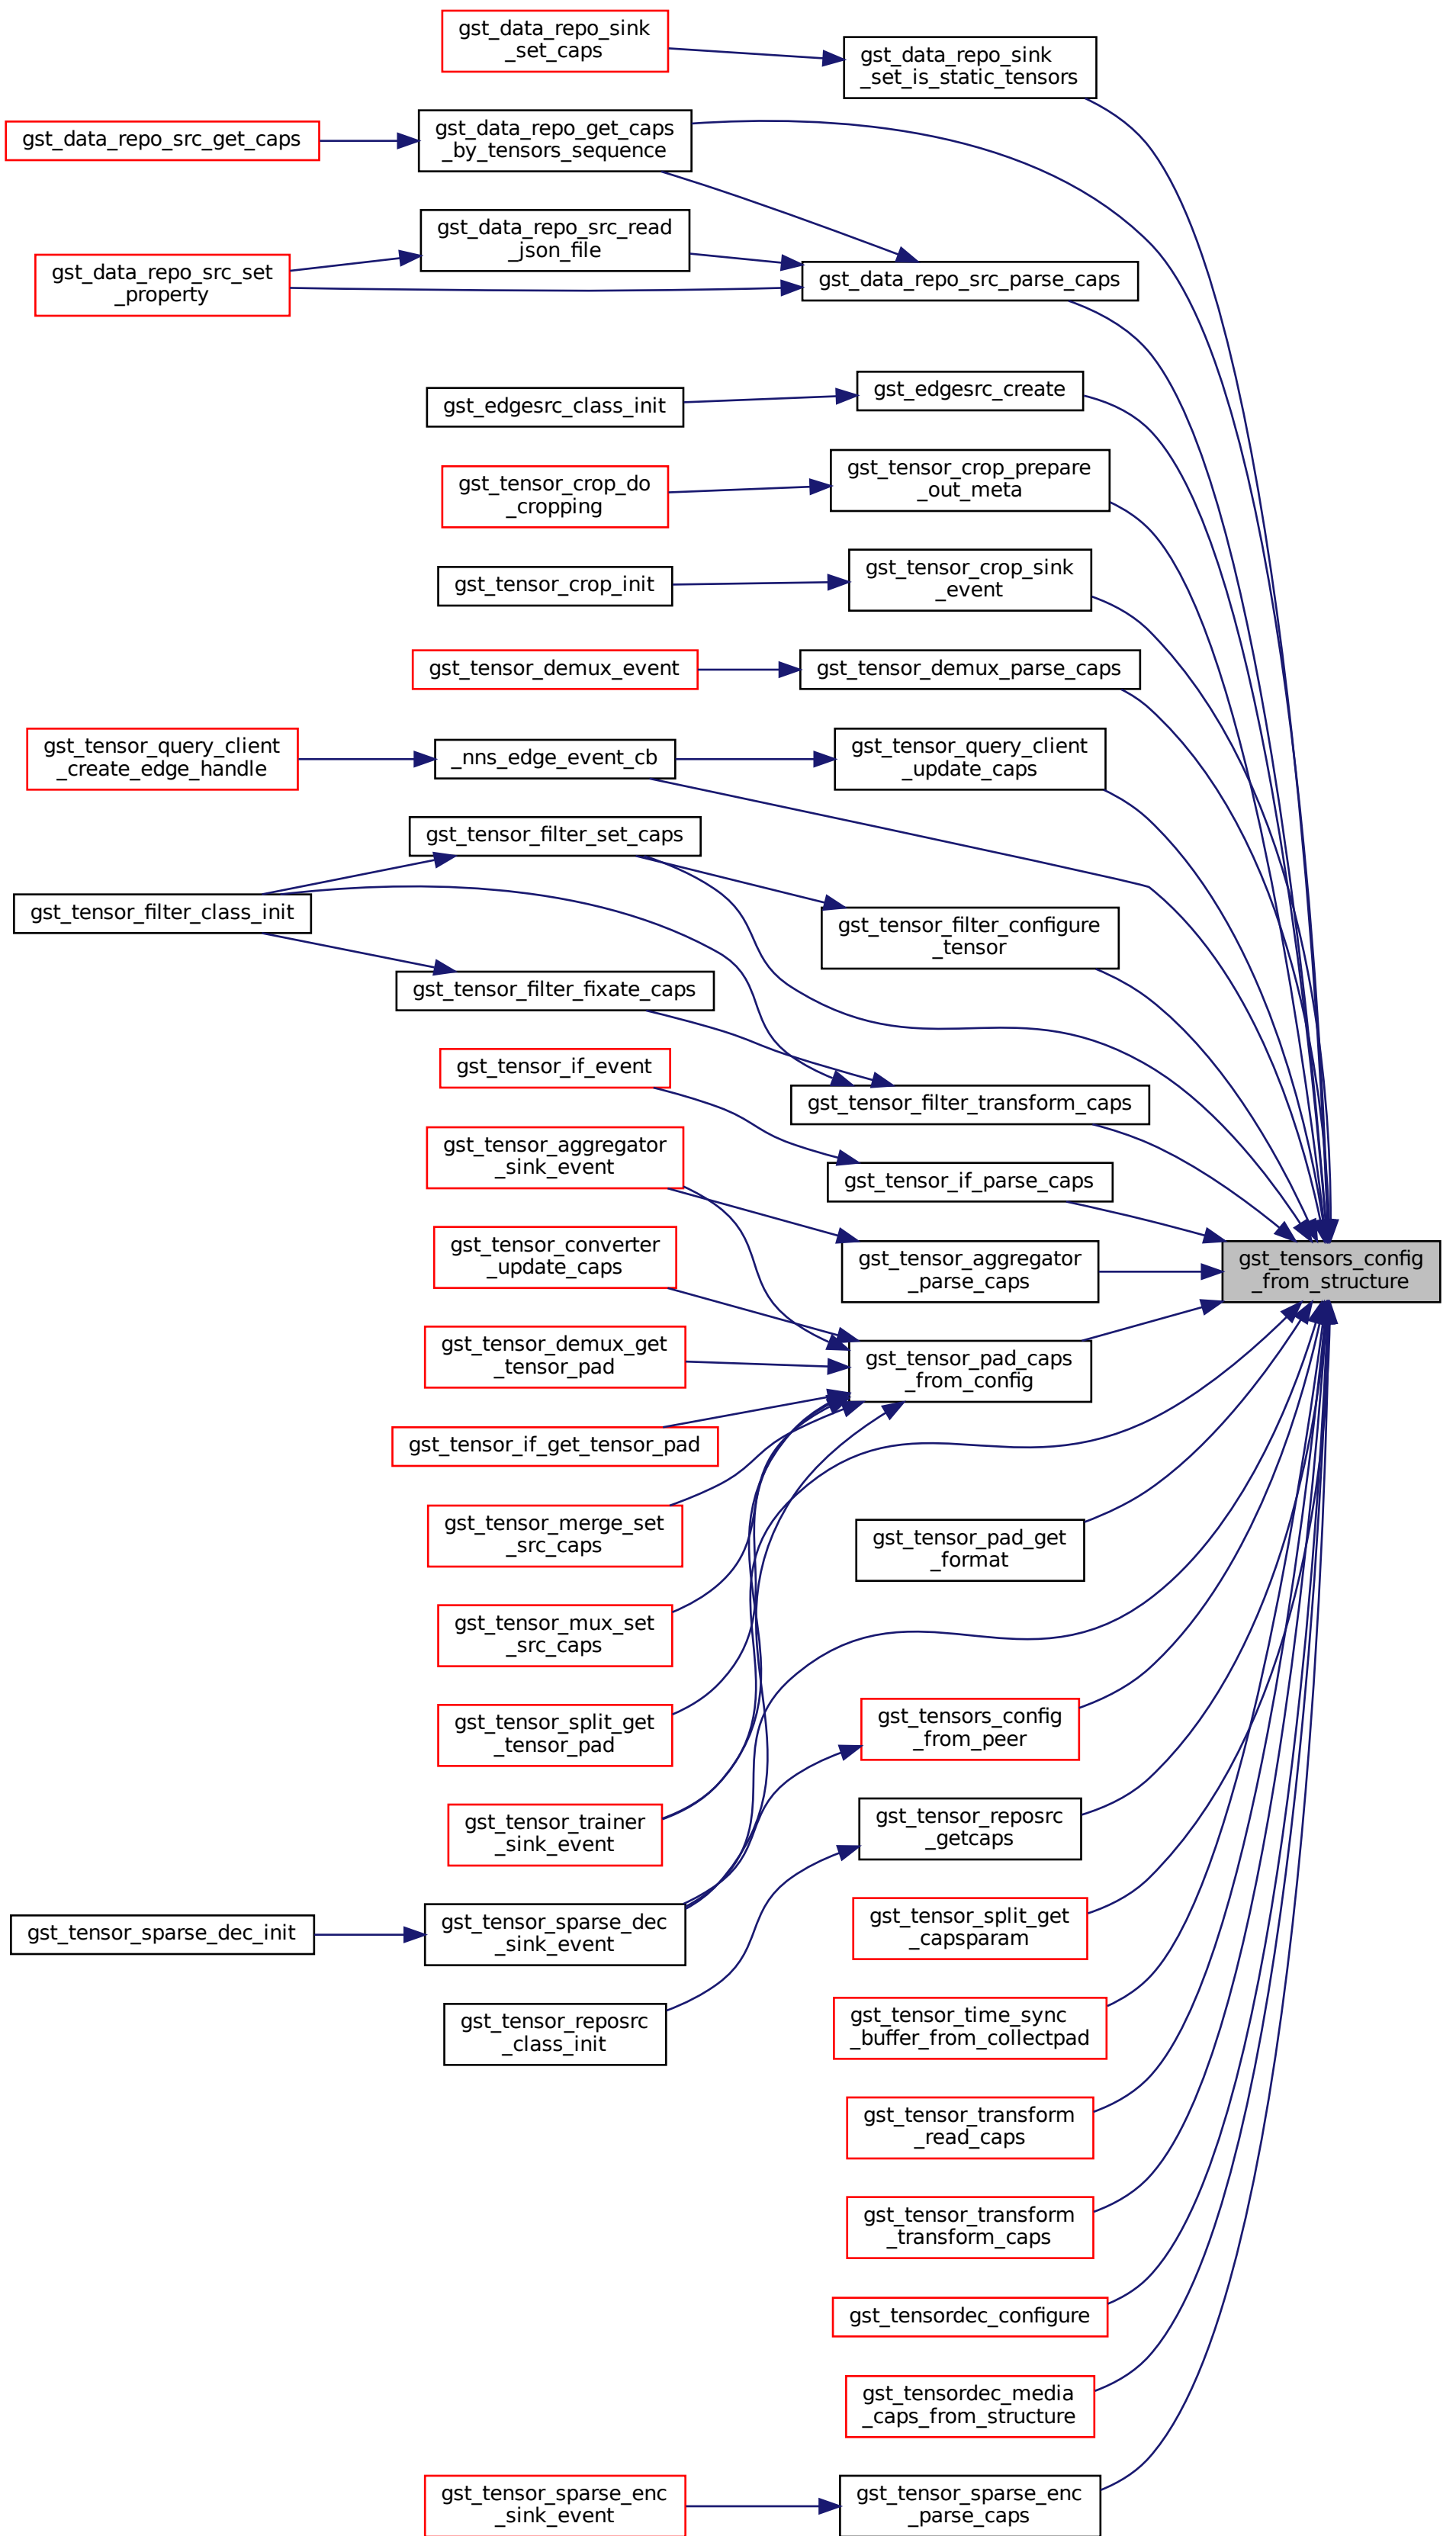 gst_data_repo_sink
_set_caps
gst_data_repo_sink
_set_is_static_tensors
gst_data_repo_src_get_caps
gst_data_repo_get_caps
_by_tensors_sequence
gst_data_repo_src_read
_json_file
gst_data_repo_src_set
_property
gst_data_repo_src_parse_caps
gst_edgesrc_class_init
gst_edgesrc_create
gst_tensor_crop_do
_cropping
gst_tensor_crop_prepare
_out_meta
gst_tensor_crop_init
gst_tensor_crop_sink
_event
gst_tensor_demux_event
gst_tensor_demux_parse_caps
gst_tensor_query_client
_create_edge_handle
_nns_edge_event_cb
gst_tensor_query_client
_update_caps
gst_tensor_filter_set_caps
gst_tensor_filter_class_init
gst_tensor_filter_configure
_tensor
gst_tensor_filter_fixate_caps
gst_tensor_if_event
gst_tensor_filter_transform_caps
gst_tensor_aggregator
_sink_event
gst_tensor_if_parse_caps
gst_tensor_converter
_update_caps
gst_tensor_aggregator
_parse_caps
gst_tensors_config
_from_structure
gst_tensor_demux_get
_tensor_pad
gst_tensor_pad_caps
_from_config
gst_tensor_if_get_tensor_pad
gst_tensor_merge_set
_src_caps
gst_tensor_pad_get
_format
gst_tensor_mux_set
_src_caps
gst_tensor_split_get
_tensor_pad
gst_tensors_config
_from_peer
gst_tensor_trainer
_sink_event
gst_tensor_reposrc
_getcaps
gst_tensor_sparse_dec_init
gst_tensor_sparse_dec
_sink_event
gst_tensor_split_get
_capsparam
gst_tensor_reposrc
_class_init
gst_tensor_time_sync
_buffer_from_collectpad
gst_tensor_transform
_read_caps
gst_tensor_transform
_transform_caps
gst_tensordec_configure
gst_tensordec_media
_caps_from_structure
gst_tensor_sparse_enc
_sink_event
gst_tensor_sparse_enc
_parse_caps